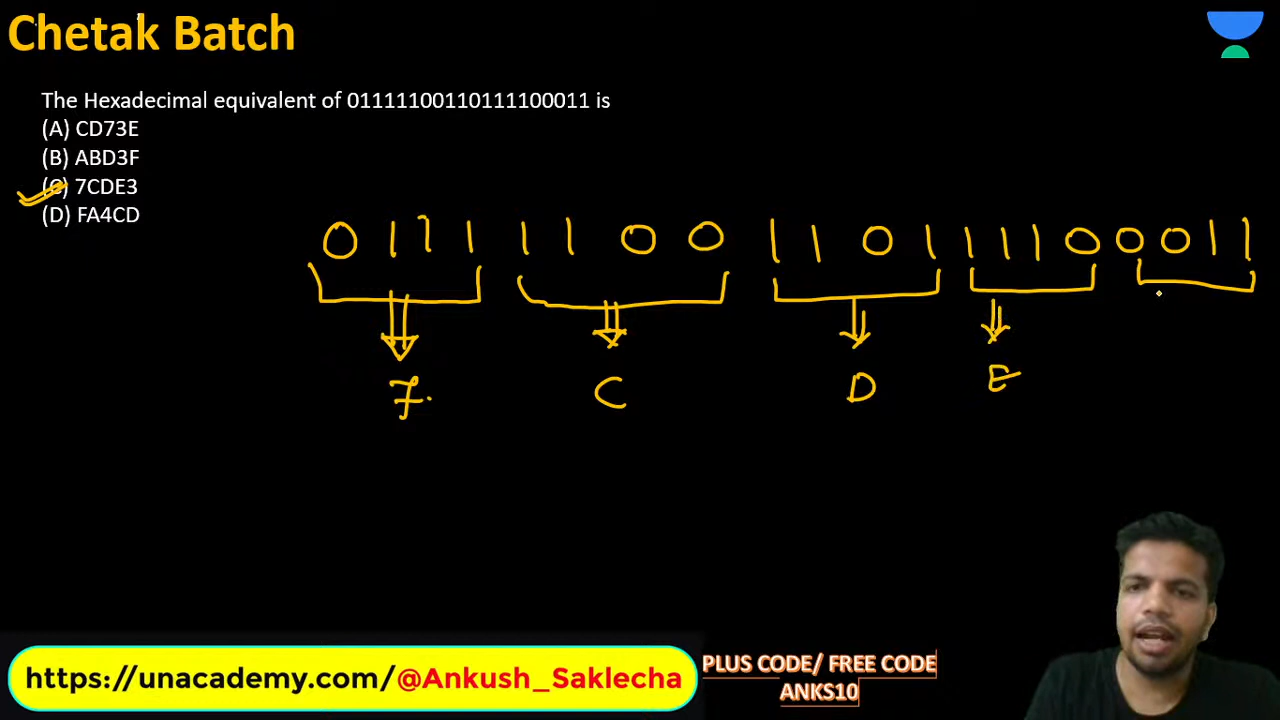 Chetak Batch
The Hexadecimal equivalent of 01111100110111100011 is
(A) CD73E
(B) ABD3F
(C) 7CDE3
(D) FA4CD
0 1 1 1 1 1 0 0 1 1 0 1 1 1 1 0 0 0 1 1
7 C D E
https://unacademy.com/@Ankush_Saklecha
PLUS CODE/ FREE CODE
ANKS10